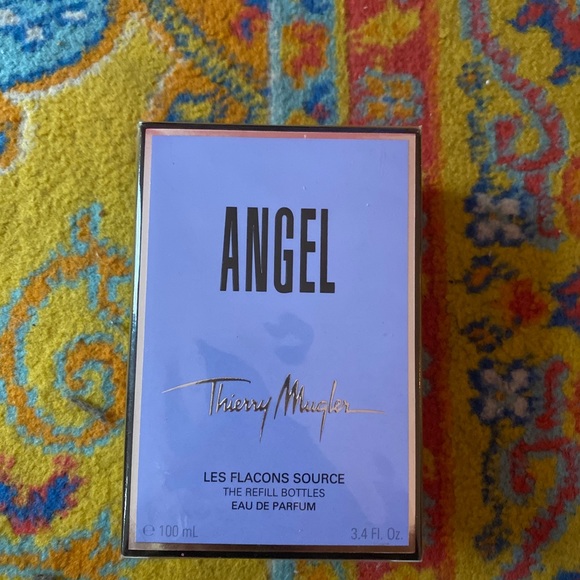 ANGEL
Thierry Mugler
LES FLACONS SOURCE
THE REFILL BOTTLES
EAU DE PARFUM
℮ 100 mL 3.4 Fl. Oz.